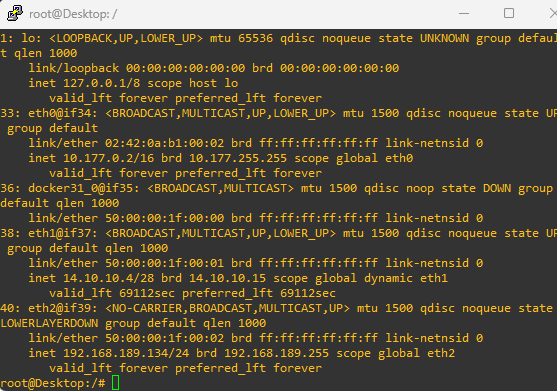 root@Desktop: /
1: lo: <LOOPBACK,UP,LOWER_UP> mtu 65536 qdisc noqueue state UNKNOWN group defaul
t qlen 1000
    link/loopback 00:00:00:00:00:00 brd 00:00:00:00:00:00
    inet 127.0.0.1/8 scope host lo
       valid_lft forever preferred_lft forever
33: eth0@if34: <BROADCAST,MULTICAST,UP,LOWER_UP> mtu 1500 qdisc noqueue state UP
 group default
    link/ether 02:42:0a:b1:00:02 brd ff:ff:ff:ff:ff:ff link-netnsid 0
    inet 10.177.0.2/16 brd 10.177.255.255 scope global eth0
       valid_lft forever preferred_lft forever
36: docker31_0@if35: <BROADCAST,MULTICAST> mtu 1500 qdisc noop state DOWN group
default qlen 1000
    link/ether 50:00:00:1f:00:00 brd ff:ff:ff:ff:ff:ff link-netnsid 0
38: eth1@if37: <BROADCAST,MULTICAST,UP,LOWER_UP> mtu 1500 qdisc noqueue state UP
 group default qlen 1000
    link/ether 50:00:00:1f:00:01 brd ff:ff:ff:ff:ff:ff link-netnsid 0
    inet 14.10.10.4/28 brd 14.10.10.15 scope global dynamic eth1
       valid_lft 69112sec preferred_lft 69112sec
40: eth2@if39: <NO-CARRIER,BROADCAST,MULTICAST,UP> mtu 1500 qdisc noqueue state
LOWERLAYERDOWN group default qlen 1000
    link/ether 50:00:00:1f:00:02 brd ff:ff:ff:ff:ff:ff link-netnsid 0
    inet 192.168.189.134/24 brd 192.168.189.255 scope global eth2
       valid_lft forever preferred_lft forever
root@Desktop:/#